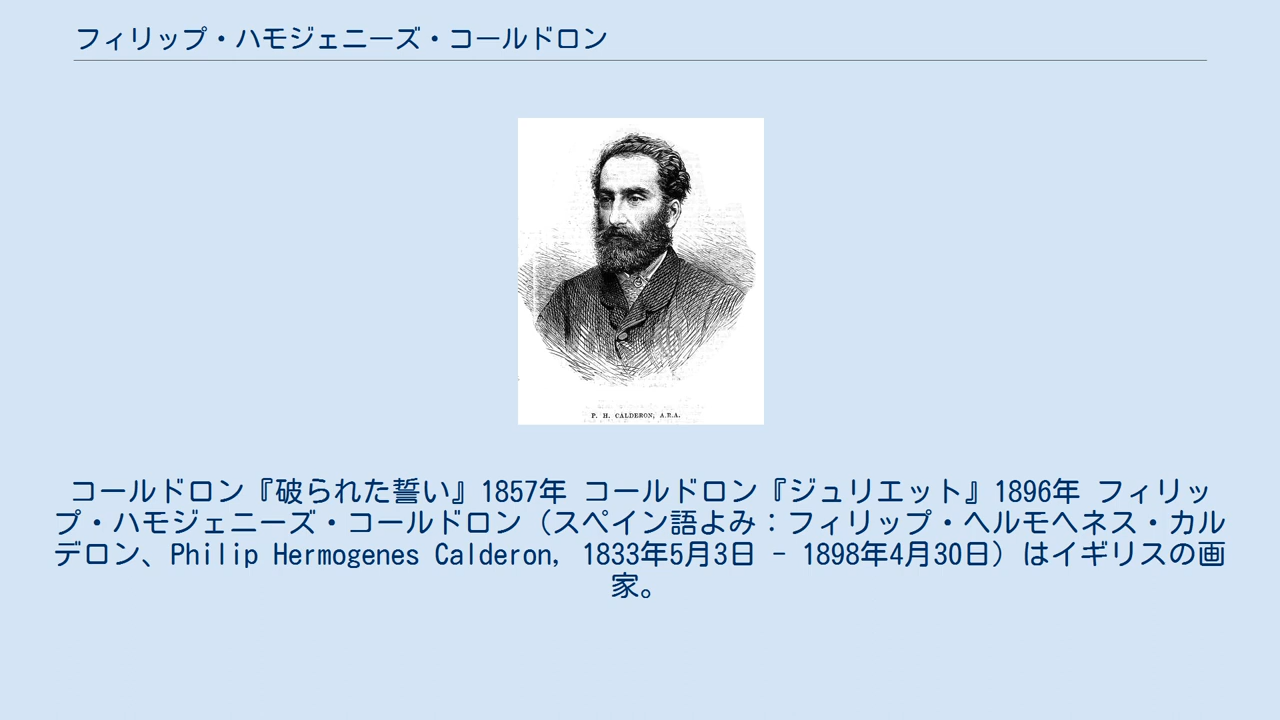 フィリップ・ハモジェニーズ・コールドロン
P. H. CALDERON, A.R.A.
コールドロン『破られた誓い』1857年 コールドロン『ジュリエット』1896年 フィリッ
プ・ハモジェニーズ・コールドロン（スペイン語よみ：フィリップ・ヘルモヘネス・カル
デロン、Philip Hermogenes Calderon, 1833年5月3日 - 1898年4月30日）はイギリスの画
家。